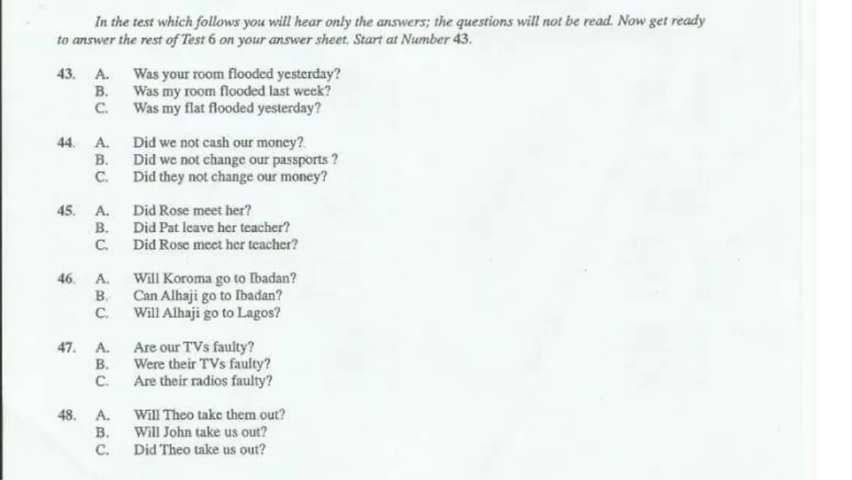 In the test which follows you will hear only the answers; the questions will not be read. Now get ready
to answer the rest of Test 6 on your answer sheet. Start at Number 43.
43. A. Was your room flooded yesterday?
B. Was my room flooded last week?
C. Was my flat flooded yesterday?
44. A. Did we not cash our money?
B. Did we not change our passports ?
C. Did they not change our money?
45. A. Did Rose meet her?
B. Did Pat leave her teacher?
C. Did Rose meet her teacher?
46. A. Will Koroma go to Ibadan?
B. Can Alhaji go to Ibadan?
C. Will Alhaji go to Lagos?
47. A. Are our TVs faulty?
B. Were their TVs faulty?
C. Are their radios faulty?
48. A. Will Theo take them out?
B. Will John take us out?
C. Did Theo take us out?